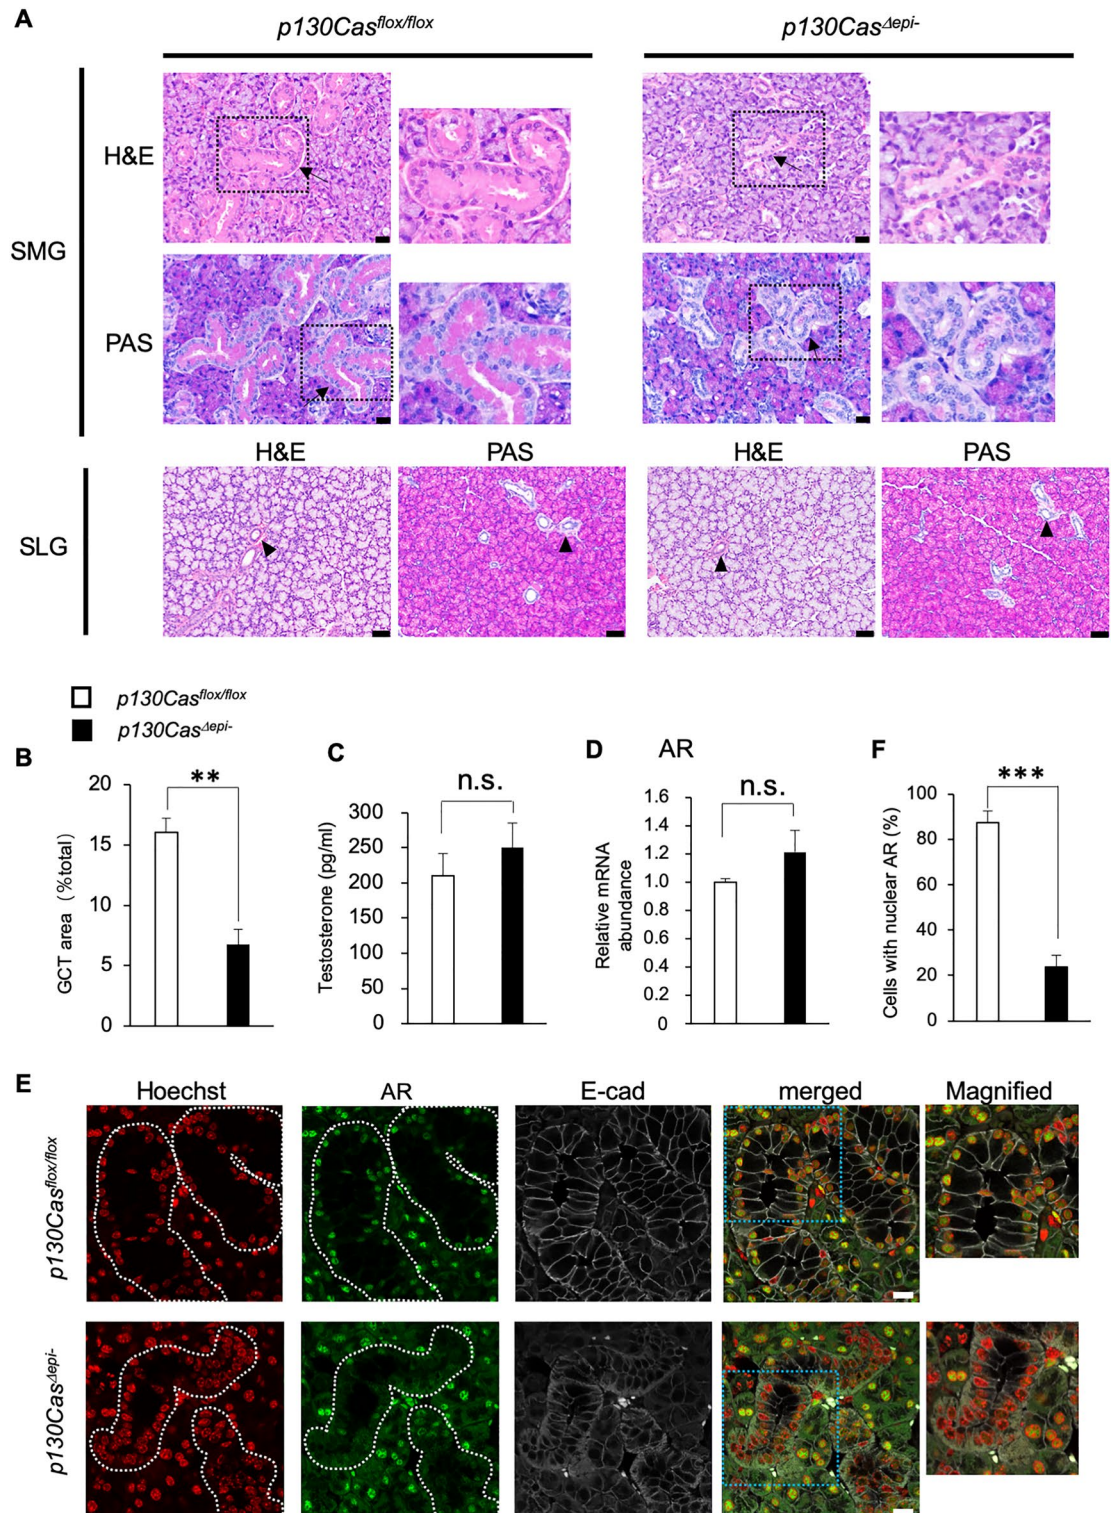 A
p130Cas^flox/flox
p130Cas^Δepi-
H&E
SMG
PAS
H&E PAS H&E PAS
SLG
p130Cas^flox/flox
p130Cas^Δepi-
B
**
20
15
10
5
0
GCT area (%total)
C
n.s.
300
250
200
150
100
50
0
Testosterone (pg/ml)
D AR
n.s.
1.6
1.4
1.2
1.0
0.8
0.6
0.4
0.2
0
Relative mRNA
abundance
F
***
100
80
60
40
20
0
Cells with nuclear AR (%)
E
Hoechst AR E-cad merged Magnified
p130Cas^flox/flox
p130Cas^Δepi-